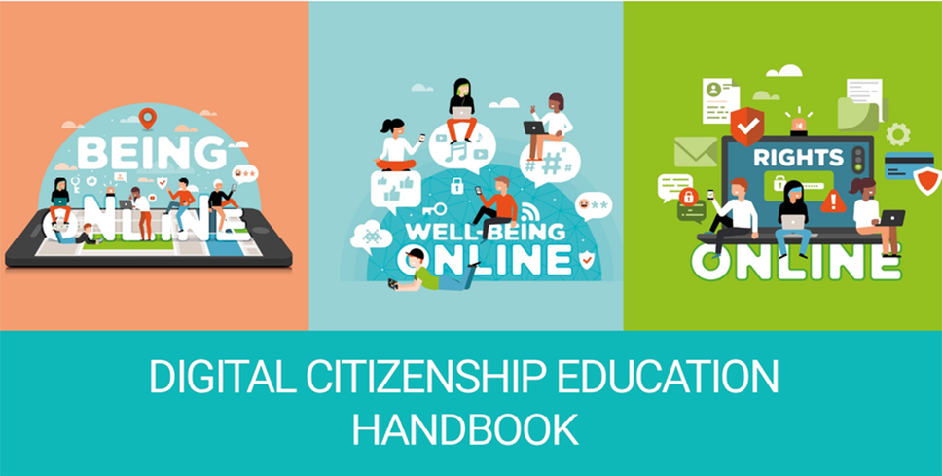 BEING
ONLINE
WELL-BEING
ONLINE
RIGHTS
ONLINE
DIGITAL CITIZENSHIP EDUCATION
HANDBOOK